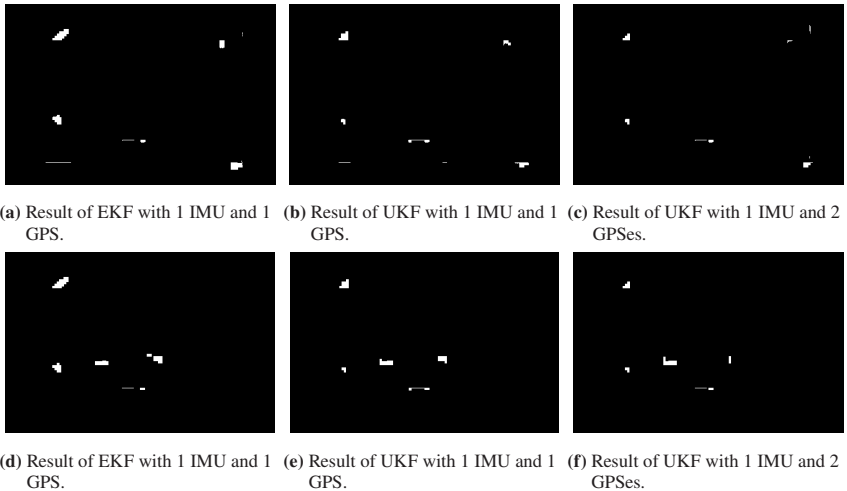 (a) Result of EKF with 1 IMU and 1
GPS.
(b) Result of UKF with 1 IMU and 1
GPS.
(c) Result of UKF with 1 IMU and 2
GPSes.
(d) Result of EKF with 1 IMU and 1
GPS.
(e) Result of UKF with 1 IMU and 1
GPS.
(f) Result of UKF with 1 IMU and 2
GPSes.